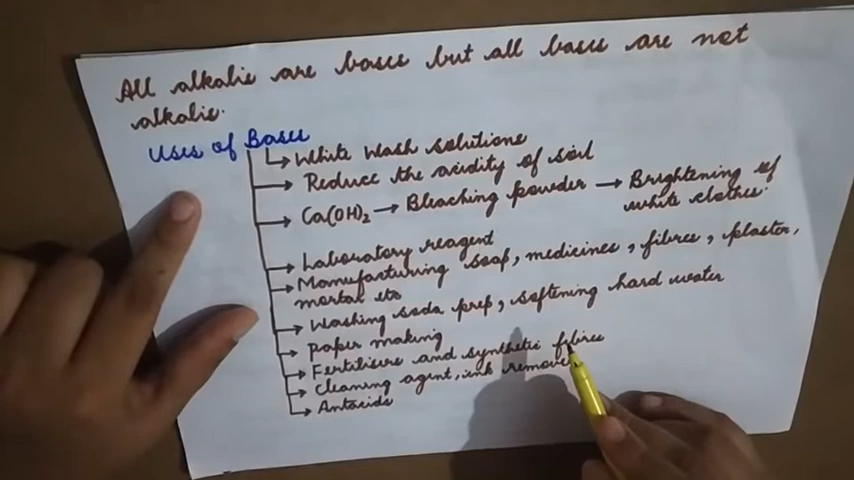 All alkalis are bases but all bases are not
alkalis.
Uses of Bases
White wash solutions
Reduce the acidity of soil
Ca(OH)2 → Bleaching powder → Brightening of
white clothes.
Laboratory reagent
Manufacturing soap, medicines, fibres, plaster,
mortar etc
Washing soda prep, softening hard water
Paper making
Fertilisers and synthetic fibres
Cleaning agent, ink remover
Antacids